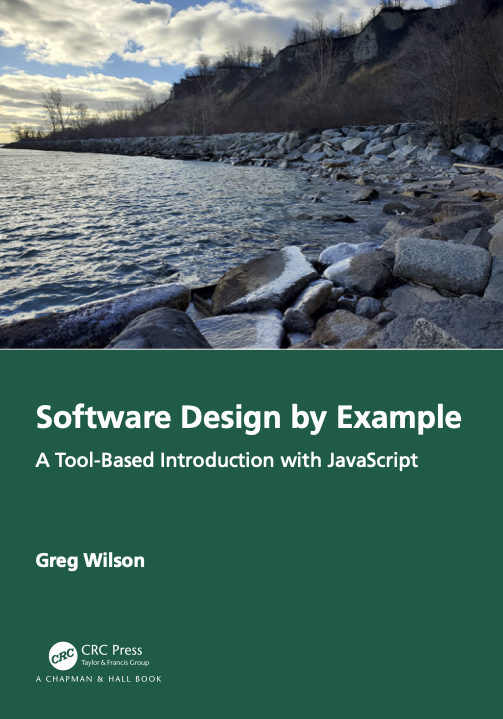 Software Design by Example
A Tool-Based Introduction with JavaScript
Greg Wilson
CRC
CRC Press
Taylor & Francis Group
A CHAPMAN & HALL BOOK